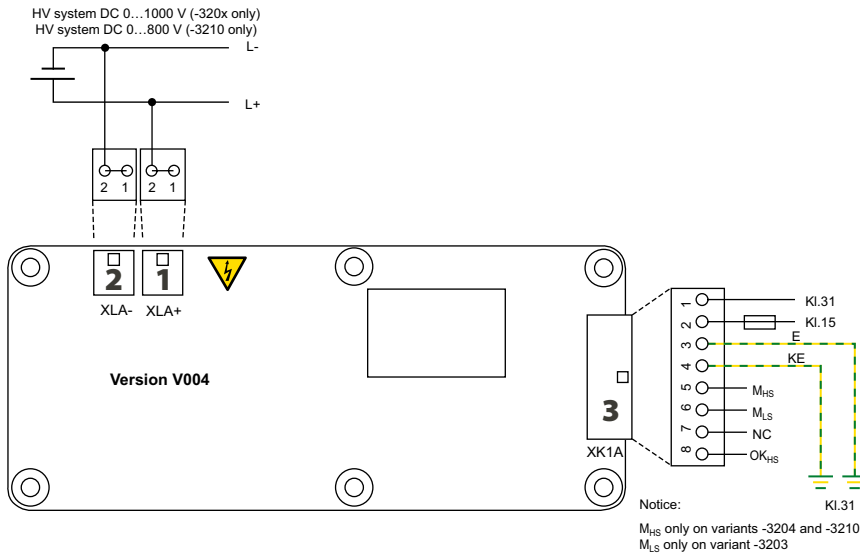 HV system DC 0...1000 V (-320x only)
HV system DC 0...800 V (-3210 only)
L-
L+
2 1 2 1
2 1
XLA- XLA+
Version V004
3
XK1A
1 Kl.31
2 Kl.15
3 E
4 KE
5 MHS
6 MLS
7 NC
8 OKHS
Kl.31
Notice:
MHS only on variants -3204 and -3210
MLS only on variant -3203